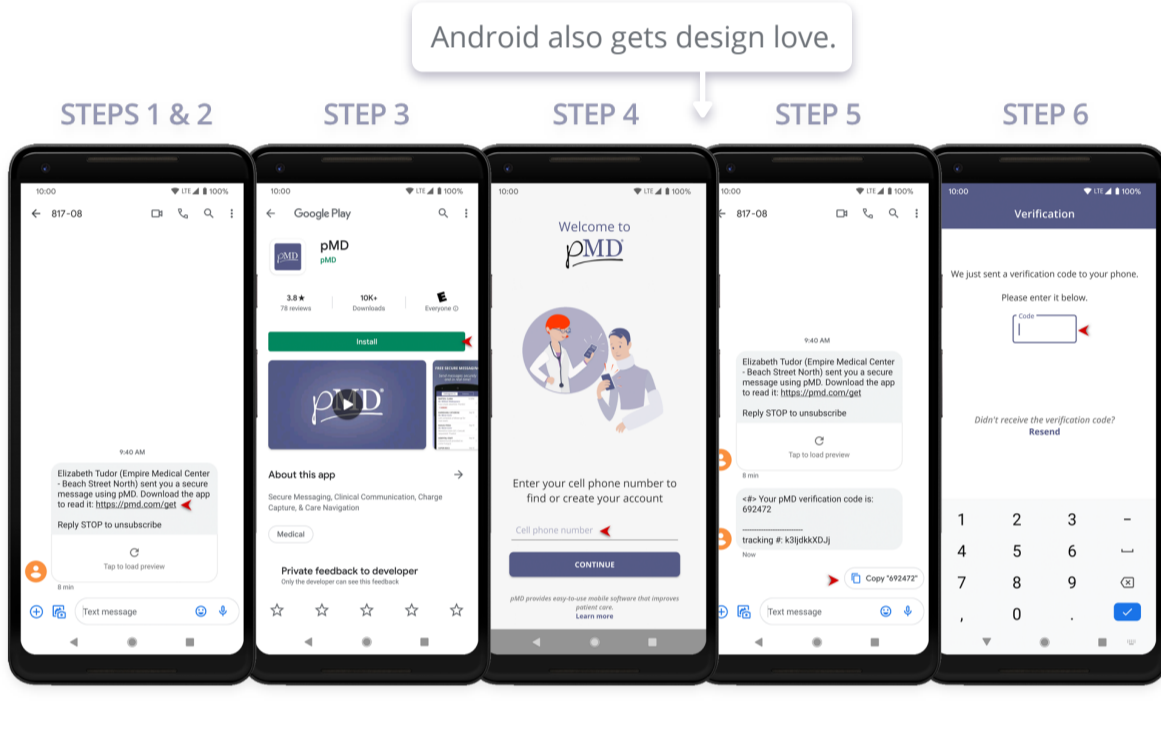 Android also gets design love.
STEPS 1 & 2
STEP 3
STEP 4
STEP 5
STEP 6
10:00
LTE
100%
817-08
9:40 AM
Elizabeth Tudor (Empire Medical Center
- Beach Street North) sent you a secure
message using pMD. Download the app
to read it: https://pmd.com/get
Reply STOP to unsubscribe
Tap to load preview
8 min
Text message
10:00
LTE
100%
Google Play
pMD
pMD
pMD
3.8★
78 reviews
10K+
Downloads
E
Everyone
Install
pMD
FREE SECURE MESSAGING
About this app
Secure Messaging, Clinical Communication, Charge
Capture, & Care Navigation
Medical
Private feedback to developer
Only the developer can see this feedback
10:00
LTE
100%
Welcome to
pMD
Enter your cell phone number to
find or create your account
Cell phone number
CONTINUE
pMD provides easy-to-use mobile software that improves
patient care.
Learn more
10:00
LTE
100%
817-08
9:40 AM
Elizabeth Tudor (Empire Medical Center
- Beach Street North) sent you a secure
message using pMD. Download the app
to read it: https://pmd.com/get
Reply STOP to unsubscribe
Tap to load preview
8 min
<#> Your pMD verification code is:
692472
tracking #: k3ljdkkXDJj
Now
Copy "692472"
Text message
10:00
LTE
100%
Verification
We just sent a verification code to your phone.
Please enter it below.
Code
Didn't receive the verification code?
Resend
1 2 3 -
4 5 6
7 8 9
, 0 .